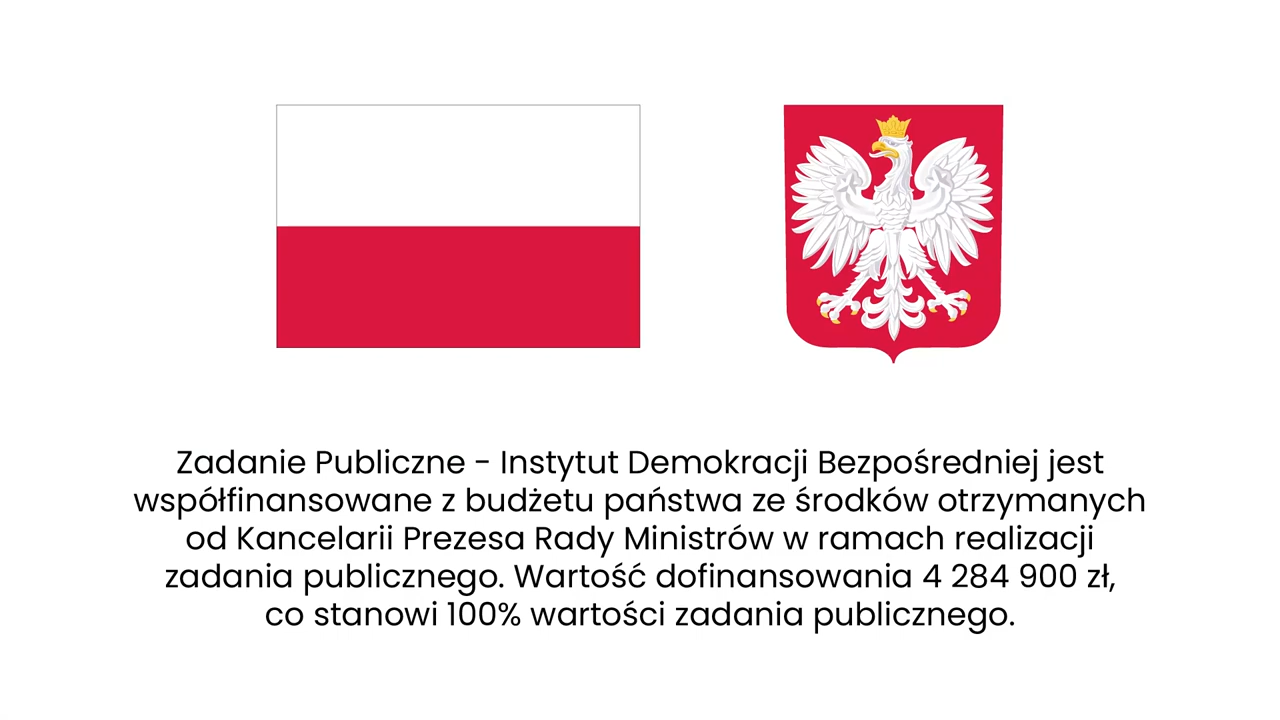 Zadanie Publiczne - Instytut Demokracji Bezpośredniej jest
współfinansowane z budżetu państwa ze środków otrzymanych
od Kancelarii Prezesa Rady Ministrów w ramach realizacji
zadania publicznego. Wartość dofinansowania 4 284 900 zł,
co stanowi 100% wartości zadania publicznego.